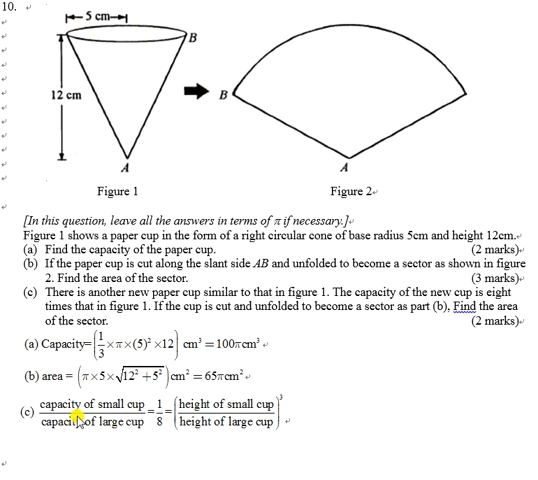 10.
5 cm
B
12 cm
B
A
A
Figure 1
Figure 2
[In this question, leave all the answers in terms of π if necessary.]
Figure 1 shows a paper cup in the form of a right circular cone of base radius 5cm and height 12cm.
(a) Find the capacity of the paper cup. (2 marks)
(b) If the paper cup is cut along the slant side AB and unfolded to become a sector as shown in figure
2. Find the area of the sector. (3 marks)
(c) There is another new paper cup similar to that in figure 1. The capacity of the new cup is eight
times that in figure 1. If the cup is cut and unfolded to become a sector as part (b), Find the area
of the sector. (2 marks)
(a) Capacity=(1/3×π×(5)²×12) cm³ =100πcm³
(b) area = (π×5×√(12²+5²))cm² =65πcm²
(c) capacity of small cup/capacity of large cup = 1/8 = (height of small cup/height of large cup)³